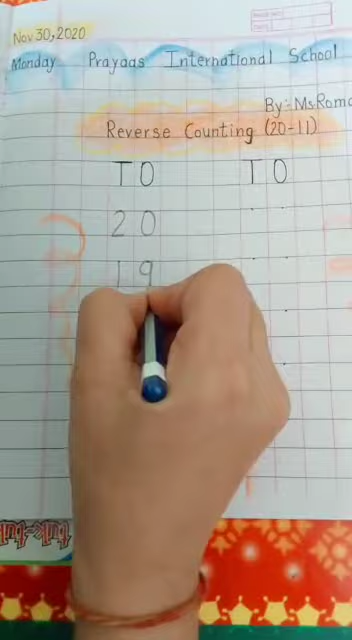 Nov 30, 2020
Monday Prayaas International School
By:- Ms.Roma
Reverse Counting (20-11)
T O T O
2 0
1 9